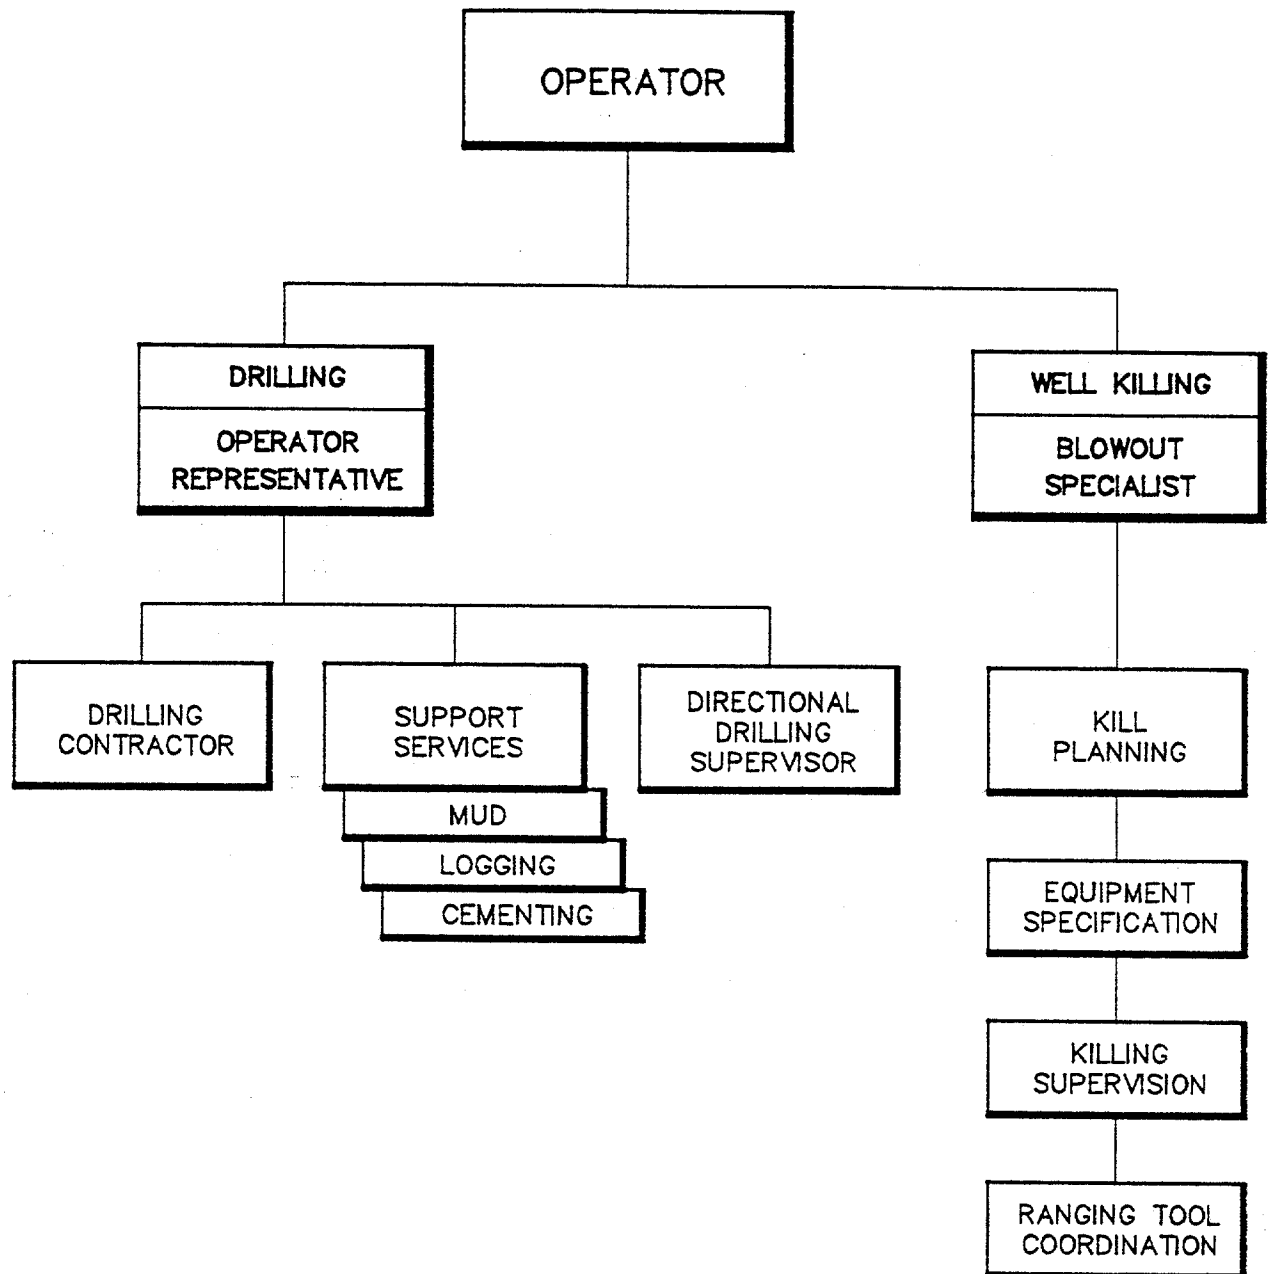 OPERATOR
DRILLING
OPERATOR
REPRESENTATIVE
WELL KILLING
BLOWOUT
SPECIALIST
DRILLING
CONTRACTOR
SUPPORT
SERVICES
MUD
LOGGING
CEMENTING
DIRECTIONAL
DRILLING
SUPERVISOR
KILL
PLANNING
EQUIPMENT
SPECIFICATION
KILLING
SUPERVISION
RANGING TOOL
COORDINATION